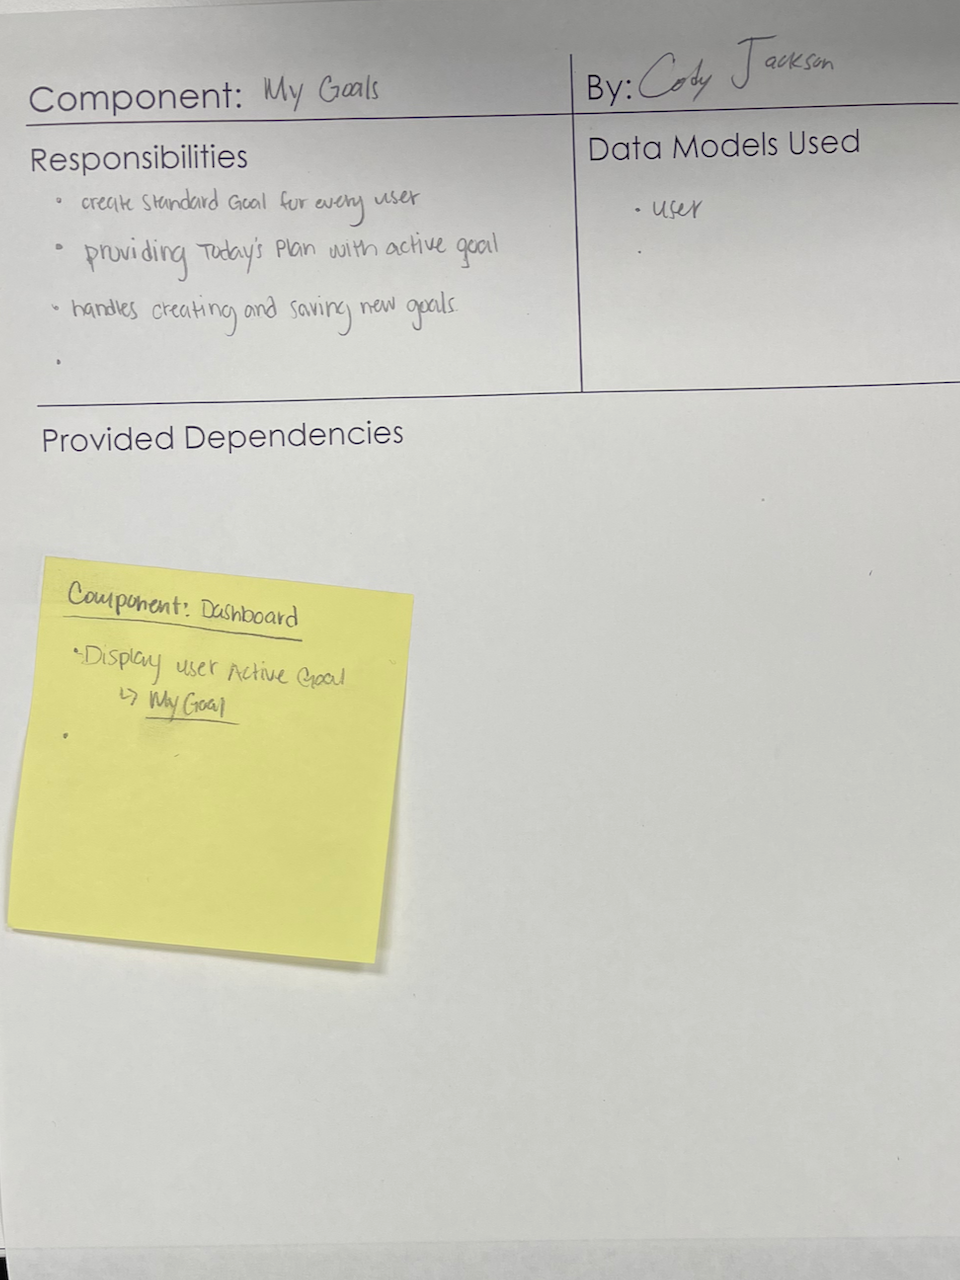 Component: My Goals
By: Cody Jackson
Responsibilities
• create Standard Goal for every user
• providing Today's Plan with active goal
• handles creating and saving new goals.
•
Data Models Used
• user
•
Provided Dependencies
Component: Dashboard
• Display user Active Goal
↳ My Goal
•